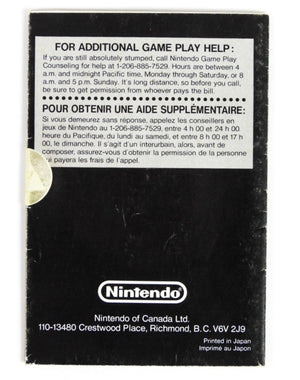 FOR ADDITIONAL GAME PLAY HELP:
If you are still absolutely stumped, call Nintendo Game Play
Counseling for help at 1-206-885-7529. Hours are between 4
a.m. and midnight Pacific time, Monday through Saturday, or 8
a.m. and 5 p.m. Sunday. It's long distance, so before you call,
be sure to get permission from whoever pays the bill.
POUR OBTENIR UNE AIDE SUPPLÉMENTAIRE:
Si vous demeurez sans réponse, appelez les conseillers en
jeux de Nintendo au 1-206-885-7529, entre 4 h 00 et 24 h 00
heure du Pacifique, du lundi au samedi, ou entre 8 h 00 et
17 h 00, le dimanche. Il s'agit d'un interurbain, alors, avant de
composer, assurez-vous d'obtenir la permission de la personne
qui payera les frais de l'appel.
Nintendo
Nintendo of Canada Ltd.
110-13480 Crestwood Place, Richmond, B.C. V6V 2J9
Printed in Japan
Imprimé au Japon